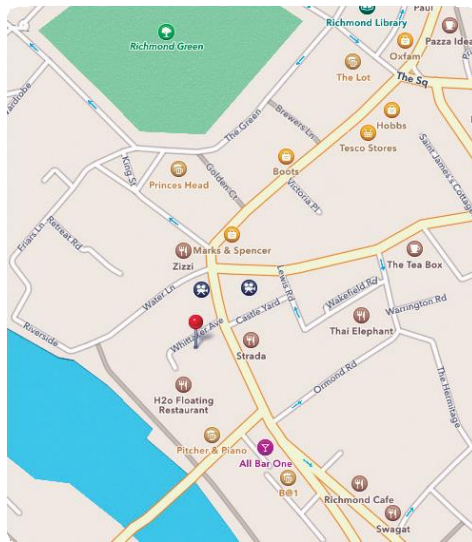 Richmond Library
Paul
Pazza Idea
Richmond Green
Oxfam
The Lot
The Sq
Brewers Ln
The Green
Hobbs
Tesco Stores
Saint James's Cottage
King St
Princes Head
Golden Ct
Boots
Victoria Pl
Friars Ln
Retreat Rd
Marks & Spencer
Zizzi
The Tea Box
Water Ln
Lewis Rd
Wakefield Rd
Castle Yard
Warrington Rd
Riverside
Whittaker Ave
Thai Elephant
Strada
Ormond Rd
The Hermitage
H2o Floating
Restaurant
Pitcher & Piano
All Bar One
B@1
Richmond Cafe
Swagat